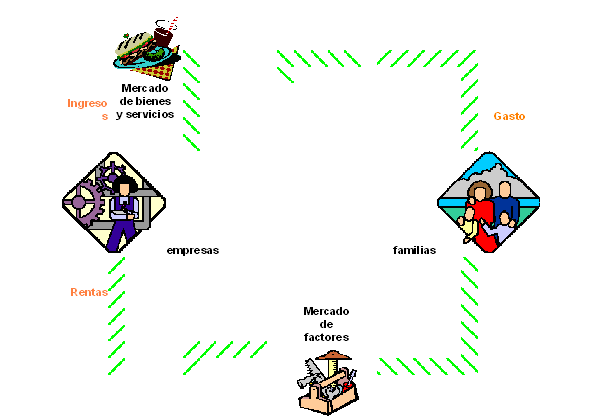 Mercado
de bienes
y servicios
Ingreso
s
Gasto
empresas
familias
Rentas
Mercado
de
factores